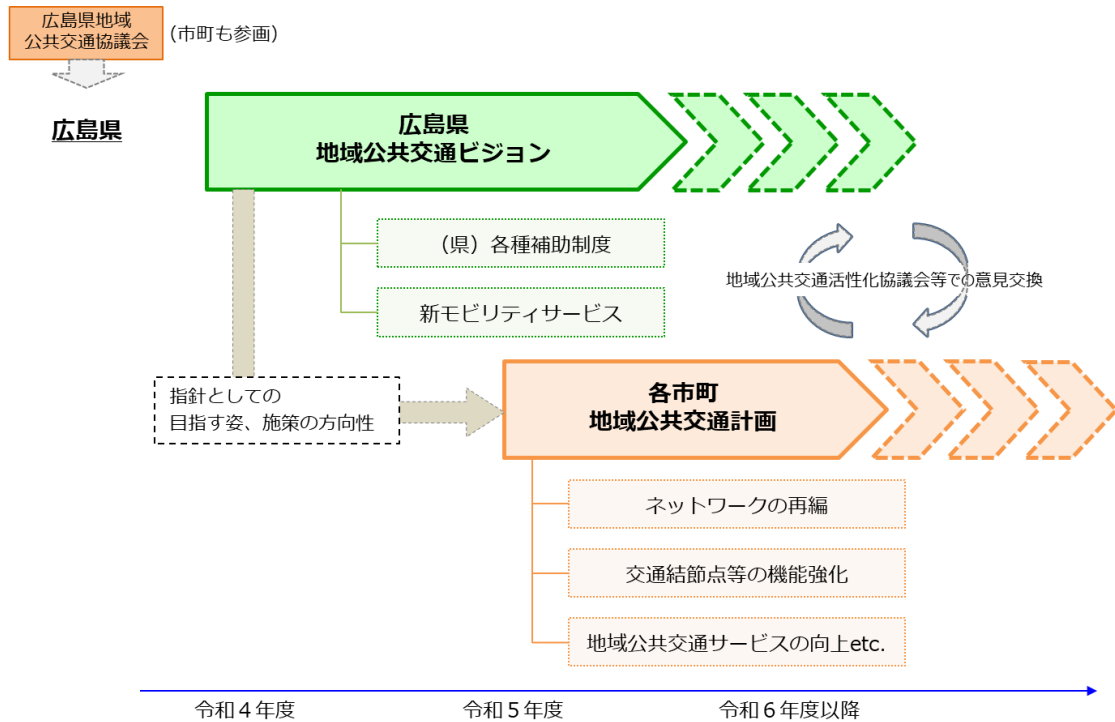 広島県地域
公共交通協議会
(市町も参画)
広島県
広島県
地域公共交通ビジョン
（県）各種補助制度
新モビリティサービス
地域公共交通活性化協議会等での意見交換
指針としての
目指す姿、施策の方向性
各市町
地域公共交通計画
ネットワークの再編
交通結節点等の機能強化
地域公共交通サービスの向上etc.
令和４年度
令和５年度
令和６年度以降